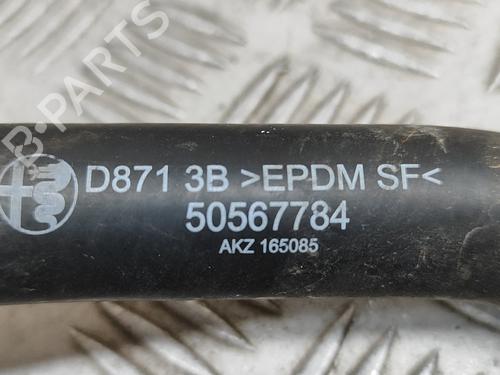 B-PARTS
D871 3B >EPDM SF<
50567784
AKZ 165085